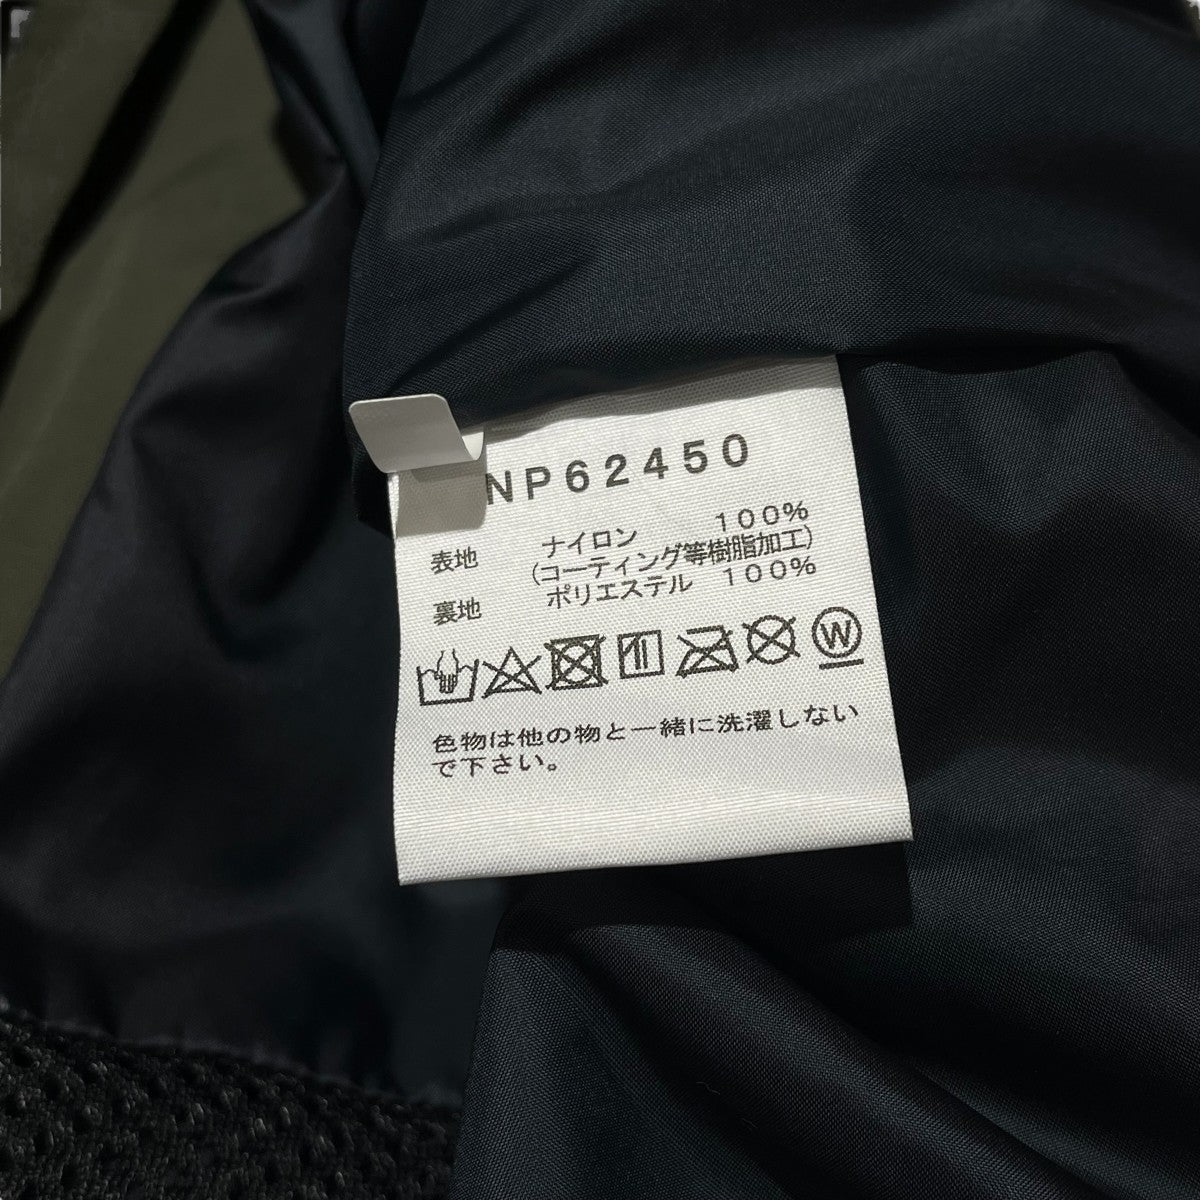 NP62450
表地 ナイロン 100%
(コーティング等樹脂加工)
裏地 ポリエステル 100%
W
色物は他の物と一緒に洗濯しない
で下さい。